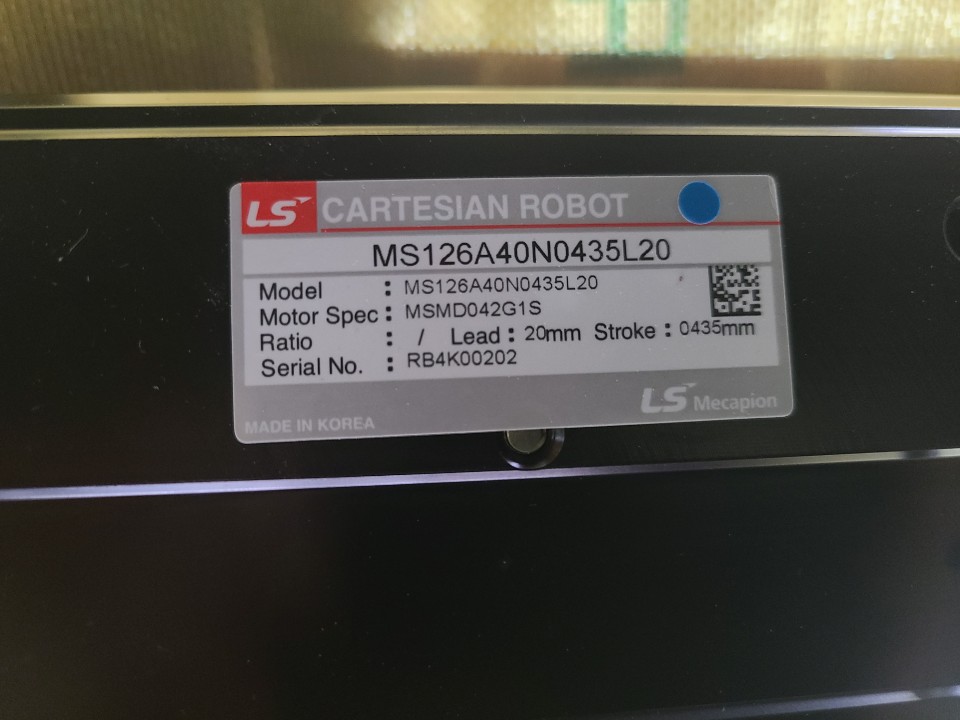 LS CARTESIAN ROBOT
MS126A40N0435L20
Model : MS126A40N0435L20
Motor Spec : MSMD042G1S
Ratio : / Lead : 20mm Stroke : 0435mm
Serial No. : RB4K00202
LS Mecapion
MADE IN KOREA